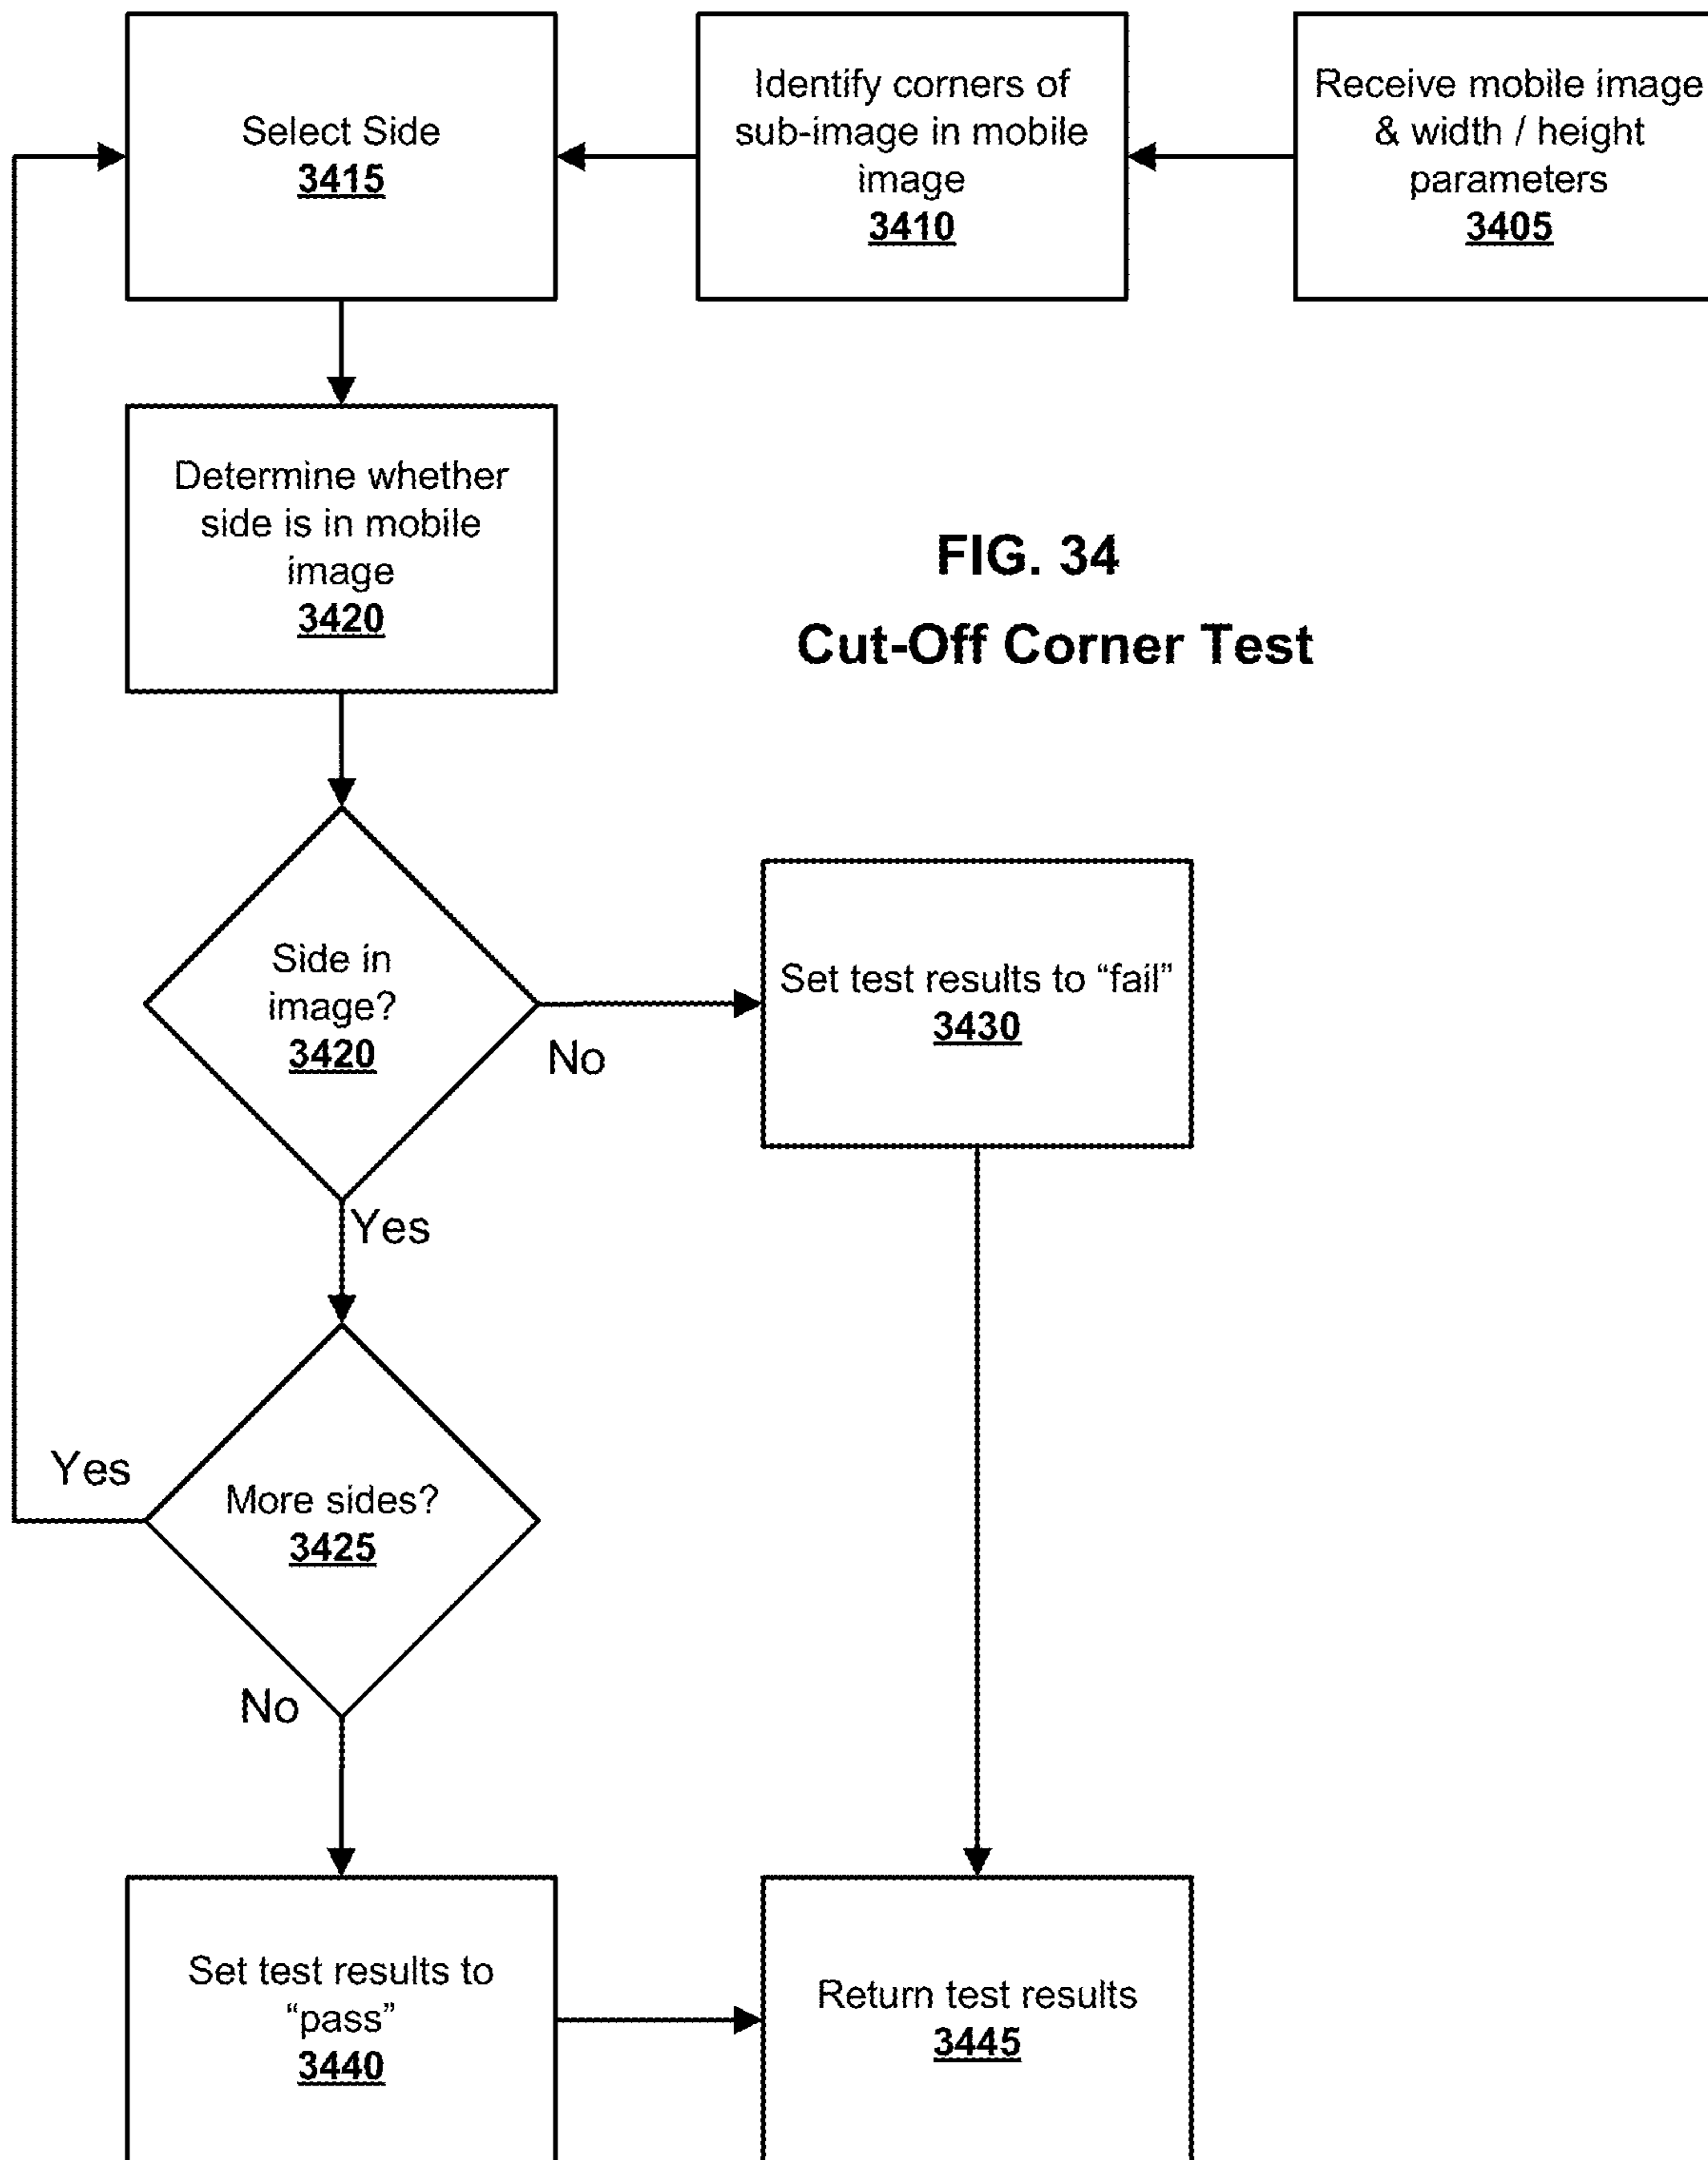 Receive mobile image
& width / height
parameters
3405
Identify corners of
sub-image in mobile
image
3410
Select Side
3415
Determine whether
side is in mobile
image
3420
FIG. 34
Cut-Off Corner Test
Side in
image?
3420
No
Set test results to “fail”
3430
Yes
More sides?
3425
Yes
No
Set test results to
“pass”
3440
Return test results
3445